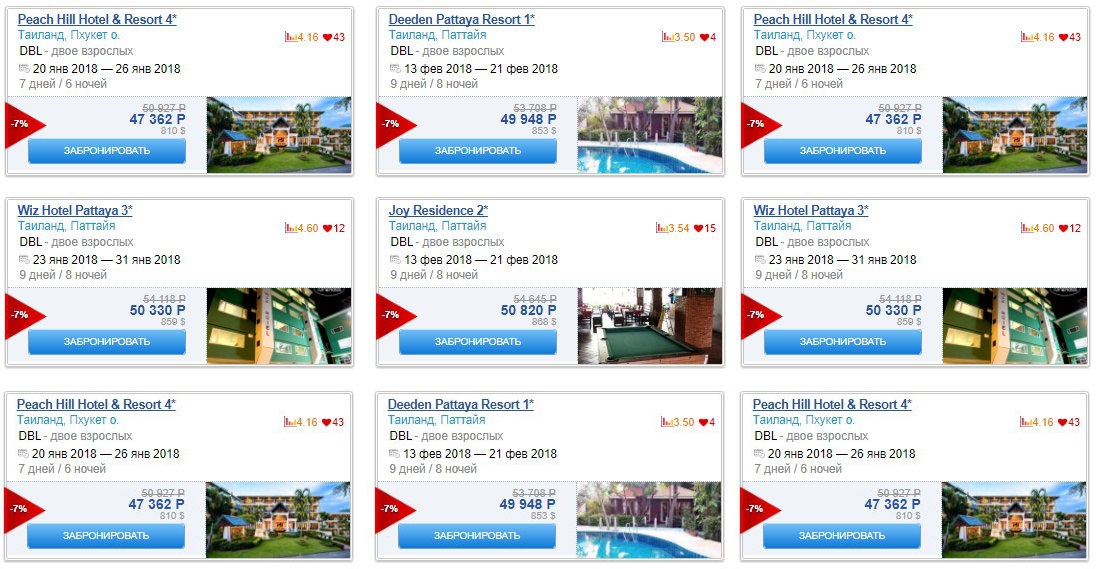 Peach Hill Hotel & Resort 4*
Таиланд, Пхукет о.
4.16 43
DBL - двое взрослых
20 янв 2018 — 26 янв 2018
7 дней / 6 ночей
-7%
50 927 Р
47 362 Р
810 $
ЗАБРОНИРОВАТЬ
Deeden Pattaya Resort 1*
Таиланд, Паттайя
3.50 4
DBL - двое взрослых
13 фев 2018 — 21 фев 2018
9 дней / 8 ночей
-7%
53 708 Р
49 948 Р
853 $
ЗАБРОНИРОВАТЬ
Peach Hill Hotel & Resort 4*
Таиланд, Пхукет о.
4.16 43
DBL - двое взрослых
20 янв 2018 — 26 янв 2018
7 дней / 6 ночей
-7%
50 927 Р
47 362 Р
810 $
ЗАБРОНИРОВАТЬ
Wiz Hotel Pattaya 3*
Таиланд, Паттайя
4.60 12
DBL - двое взрослых
23 янв 2018 — 31 янв 2018
9 дней / 8 ночей
-7%
54 118 Р
50 330 Р
859 $
ЗАБРОНИРОВАТЬ
Joy Residence 2*
Таиланд, Паттайя
3.54 15
DBL - двое взрослых
13 фев 2018 — 21 фев 2018
9 дней / 8 ночей
-7%
54 645 Р
50 820 Р
868 $
ЗАБРОНИРОВАТЬ
Wiz Hotel Pattaya 3*
Таиланд, Паттайя
4.60 12
DBL - двое взрослых
23 янв 2018 — 31 янв 2018
9 дней / 8 ночей
-7%
54 118 Р
50 330 Р
859 $
ЗАБРОНИРОВАТЬ
Peach Hill Hotel & Resort 4*
Таиланд, Пхукет о.
4.16 43
DBL - двое взрослых
20 янв 2018 — 26 янв 2018
7 дней / 6 ночей
-7%
50 927 Р
47 362 Р
810 $
ЗАБРОНИРОВАТЬ
Deeden Pattaya Resort 1*
Таиланд, Паттайя
3.50 4
DBL - двое взрослых
13 фев 2018 — 21 фев 2018
9 дней / 8 ночей
-7%
53 708 Р
49 948 Р
853 $
ЗАБРОНИРОВАТЬ
Peach Hill Hotel & Resort 4*
Таиланд, Пхукет о.
4.16 43
DBL - двое взрослых
20 янв 2018 — 26 янв 2018
7 дней / 6 ночей
-7%
50 927 Р
47 362 Р
810 $
ЗАБРОНИРОВАТЬ